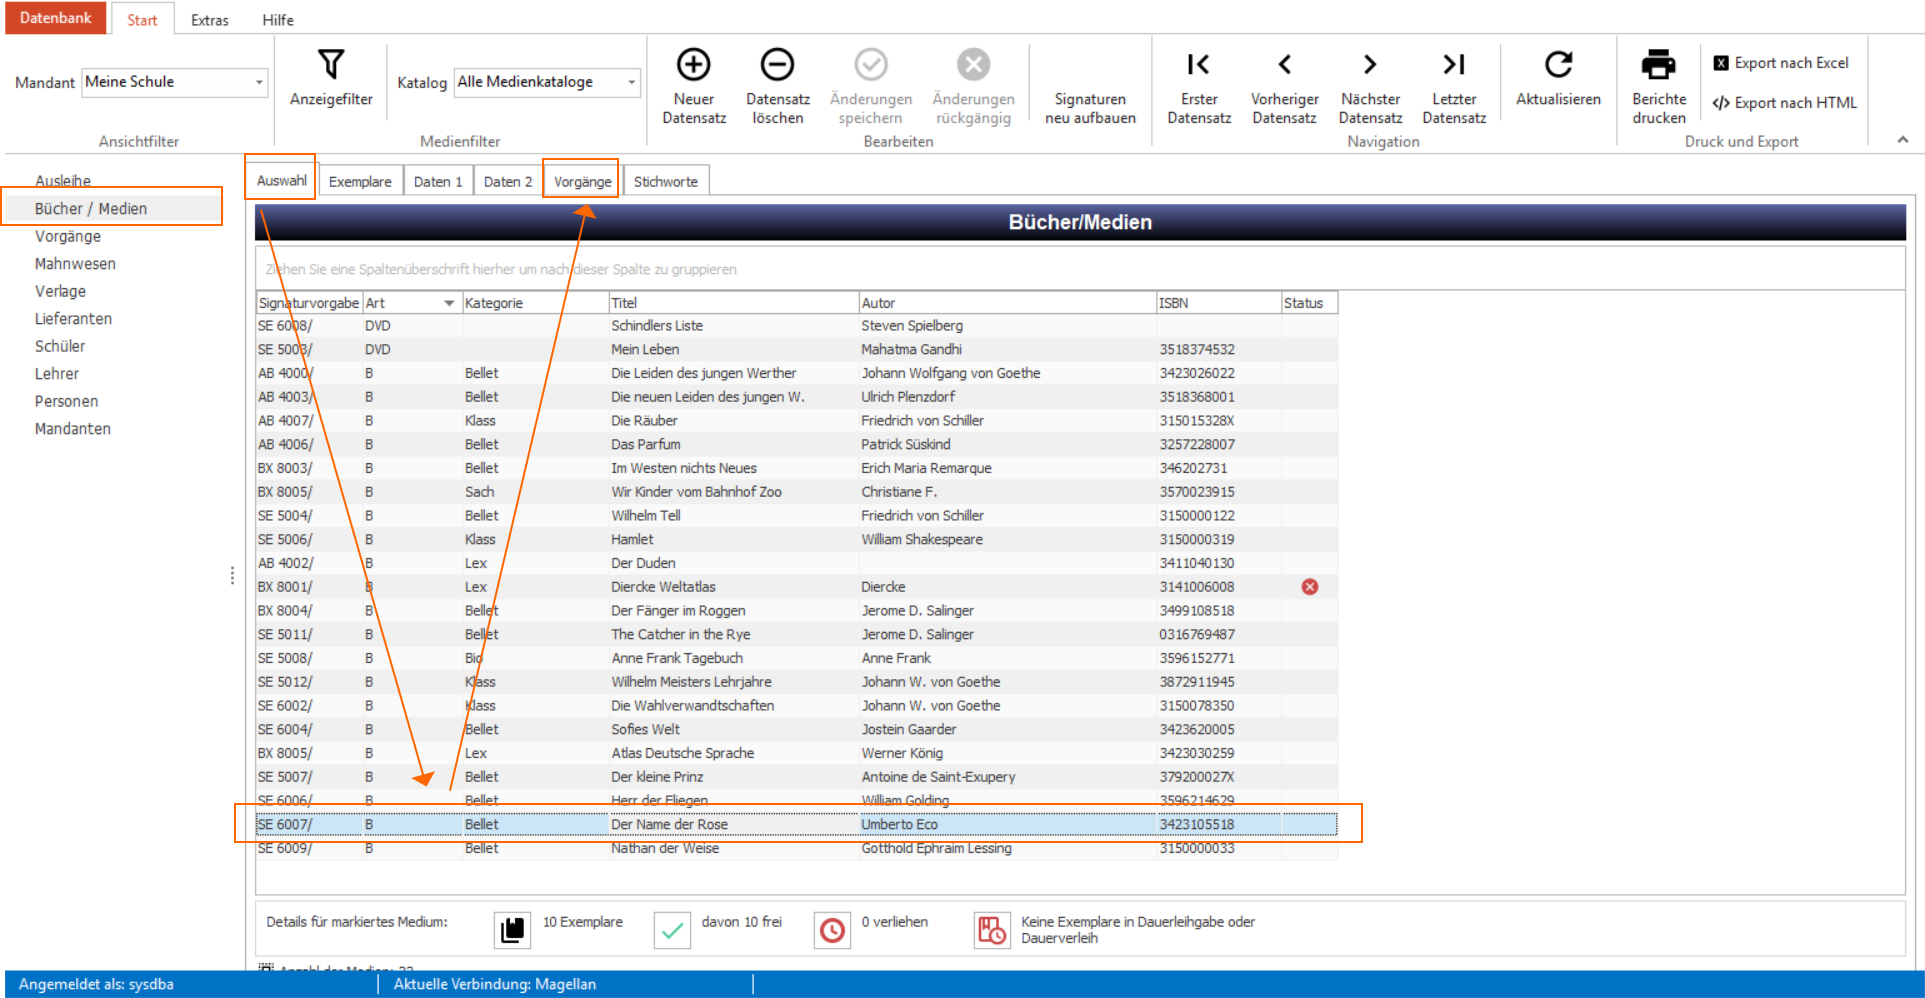 Datenbank Start Extras Hilfe
Mandant Meine Schule
Anzeigefilter
Katalog Alle Medienkataloge
Neuer Datensatz
Datensatz löschen
Änderungen speichern
Änderungen rückgängig
Signaturen neu aufbauen
Erster Datensatz
Vorheriger Datensatz
Nächster Datensatz
Letzter Datensatz
Aktualisieren
Berichte drucken
Export nach Excel
Export nach HTML
Ansichtfilter Medienfilter Bearbeiten Navigation Druck und Export
Ausleihe
Bücher / Medien
Vorgänge
Mahnwesen
Verlage
Lieferanten
Schüler
Lehrer
Personen
Mandanten
Auswahl Exemplare Daten 1 Daten 2 Vorgänge Stichworte
Bücher/Medien
Ziehen Sie eine Spaltenüberschrift hierher um nach dieser Spalte zu gruppieren
Signaturvorgabe Art Kategorie Titel Autor ISBN Status
SE 6008/ DVD Schindlers Liste Steven Spielberg
SE 5003/ DVD Mein Leben Mahatma Gandhi 3518374532
AB 4000/ B Bellet Die Leiden des jungen Werther Johann Wolfgang von Goethe 3423026022
AB 4003/ B Bellet Die neuen Leiden des jungen W. Ulrich Plenzdorf 3518368001
AB 4007/ B Klass Die Räuber Friedrich von Schiller 315015328X
AB 4006/ B Bellet Das Parfum Patrick Süskind 3257228007
BX 8003/ B Bellet Im Westen nichts Neues Erich Maria Remarque 346202731
BX 8005/ B Sach Wir Kinder vom Bahnhof Zoo Christiane F. 3570023915
SE 5004/ B Bellet Wilhelm Tell Friedrich von Schiller 3150000122
SE 5006/ B Klass Hamlet William Shakespeare 3150000319
AB 4002/ B Lex Der Duden 3411040130
BX 8001/ B Lex Diercke Weltatlas Diercke 3141006008
BX 8004/ B Bellet Der Fänger im Roggen Jerome D. Salinger 3499108518
SE 5011/ B Bellet The Catcher in the Rye Jerome D. Salinger 0316769487
SE 5008/ B Bio Anne Frank Tagebuch Anne Frank 3596152771
SE 5012/ B Klass Wilhelm Meisters Lehrjahre Johann W. von Goethe 3872911945
SE 6002/ B Klass Die Wahlverwandtschaften Johann W. von Goethe 3150078350
SE 6004/ B Bellet Sofies Welt Jostein Gaarder 3423620005
BX 8005/ B Lex Atlas Deutsche Sprache Werner König 3423030259
SE 5007/ B Bellet Der kleine Prinz Antoine de Saint-Exupery 379200027X
SE 6006/ B Bellet Herr der Fliegen William Golding 3596214629
SE 6007/ B Bellet Der Name der Rose Umberto Eco 3423105518
SE 6009/ B Bellet Nathan der Weise Gotthold Ephraim Lessing 3150000033
Details für markiertes Medium: 10 Exemplare davon 10 frei 0 verliehen Keine Exemplare in Dauerleihgabe oder
Dauerverleih
Anzahl der Medien: 23
Angemeldet als: sysdba Aktuelle Verbindung: Magellan